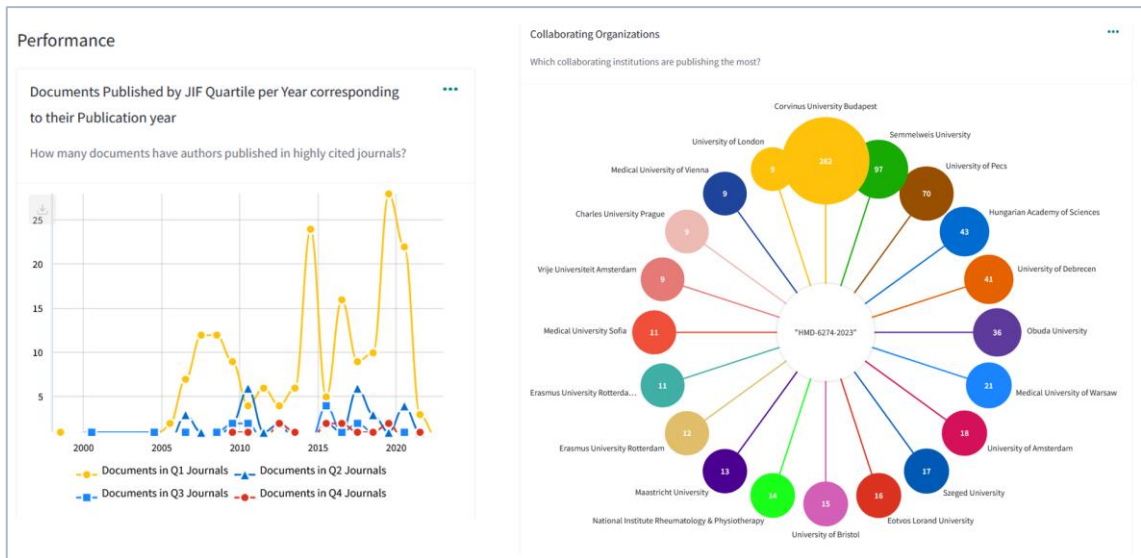 Performance
Documents Published by JIF Quartile per Year corresponding
to their Publication year
How many documents have authors published in highly cited journals?
25
20
15
10
5
2000
2005
2010
2015
2020
Documents in Q1 Journals
Documents in Q2 Journals
Documents in Q3 Journals
Documents in Q4 Journals
Collaborating Organizations
Which collaborating institutions are publishing the most?
Corvinus University Budapest
282
Semmelweis University
97
University of Pecs
70
Hungarian Academy of Sciences
43
University of Debrecen
41
Obuda University
36
Medical University of Warsaw
21
University of Amsterdam
18
Szeged University
17
Eotvos Lorand University
16
University of Bristol
15
National Institute Rheumatology & Physiotherapy
14
Maastricht University
13
Erasmus University Rotterdam
12
Erasmus University Rotterda...
11
Medical University Sofia
11
Vrije Universiteit Amsterdam
9
Charles University Prague
9
Medical University of Vienna
9
University of London
9
"HMD-6274-2023"